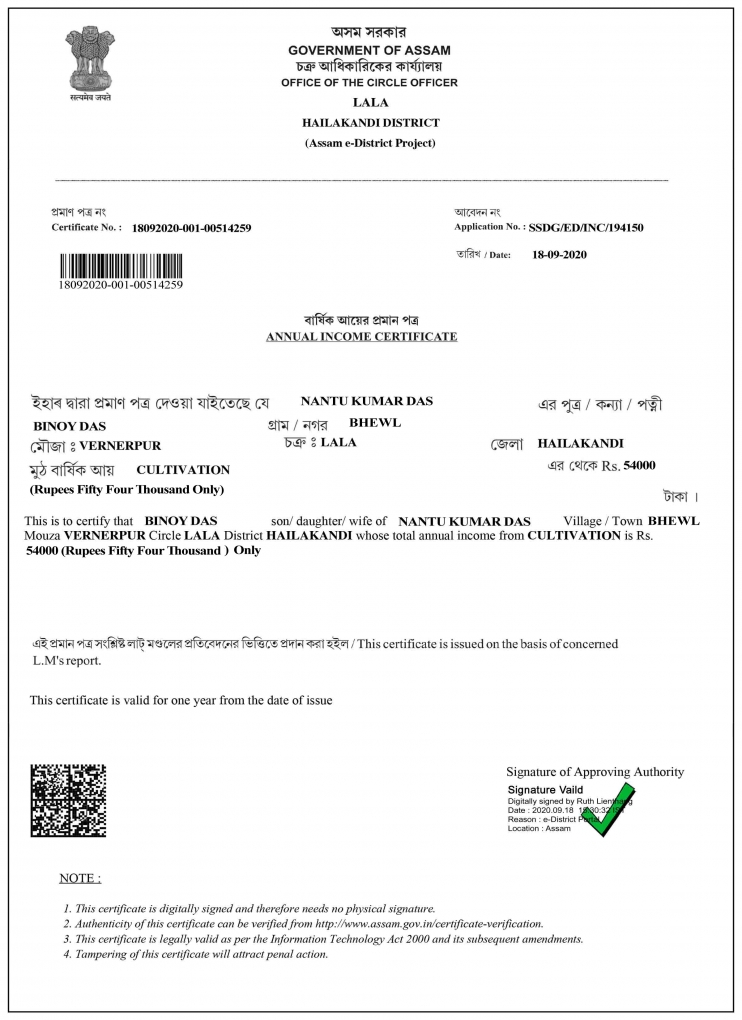 অসম সরকার
GOVERNMENT OF ASSAM
চক্র আধিকারিকের কার্য্যালয়
OFFICE OF THE CIRCLE OFFICER
LALA
HAILAKANDI DISTRICT
(Assam e-District Project)
सत्यमेव जयते
প্রমাণ পত্র নং
Certificate No. : 18092020-001-00514259
আবেদন নং
Application No. : SSDG/ED/INC/194150
তারিখ / Date: 18-09-2020
18092020-001-00514259
বার্ষিক আয়ের প্রমান পত্র
ANNUAL INCOME CERTIFICATE
ইহাৰ দ্বারা প্রমাণ পত্র দেওয়া যাইতেছে যে NANTU KUMAR DAS এর পুত্র / কন্যা / পত্নী
BINOY DAS গ্রাম / নগর BHEWL
মৌজা ঃ VERNERPUR চক্র ঃ LALA জেলা HAILAKANDI
মুঠ বার্ষিক আয় CULTIVATION এর থেকে Rs. 54000
(Rupees Fifty Four Thousand Only)
টাকা ।
This is to certify that BINOY DAS son/ daughter/ wife of NANTU KUMAR DAS Village / Town BHEWL
Mouza VERNERPUR Circle LALA District HAILAKANDI whose total annual income from CULTIVATION is Rs.
54000 (Rupees Fifty Four Thousand ) Only
এই প্রমান পত্র সংশ্লিষ্ট লাট্ মণ্ডলের প্রতিবেদনের ভিত্তিতে প্রদান করা হইল / This certificate is issued on the basis of concerned
L.M's report.
This certificate is valid for one year from the date of issue
Signature of Approving Authority
Signature Vaild
Digitally signed by Ruth
Date : 2020.09.18
Reason : e-District
Location : Assam
NOTE :
1. This certificate is digitally signed and therefore needs no physical signature.
2. Authenticity of this certificate can be verified from http://www.assam.gov.in/certificate-verification.
3. This certificate is legally valid as per the Information Technology Act 2000 and its subsequent amendments.
4. Tampering of this certificate will attract penal action.